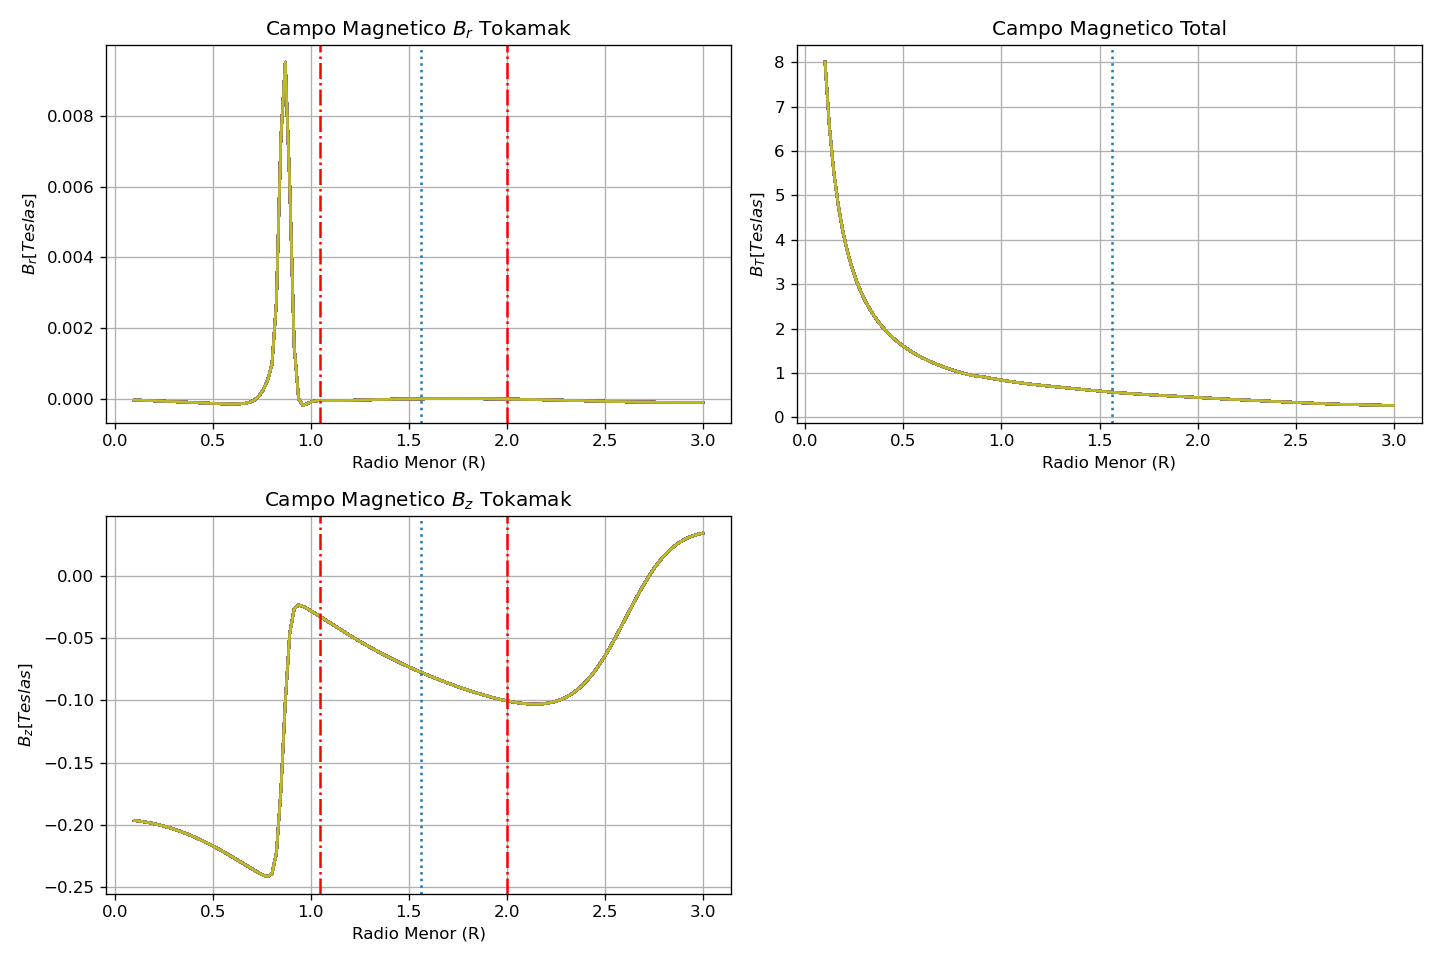 Campo Magnetico $B_r$ Tokamak
$B_r[Teslas]$
0.008
0.006
0.004
0.002
0.000
0.0 0.5 1.0 1.5 2.0 2.5 3.0
Radio Menor (R)
Campo Magnetico Total
$B_T[Teslas]$
8
7
6
5
4
3
2
1
0
0.0 0.5 1.0 1.5 2.0 2.5 3.0
Radio Menor (R)
Campo Magnetico $B_z$ Tokamak
$B_z[Teslas]$
0.00
−0.05
−0.10
−0.15
−0.20
−0.25
0.0 0.5 1.0 1.5 2.0 2.5 3.0
Radio Menor (R)